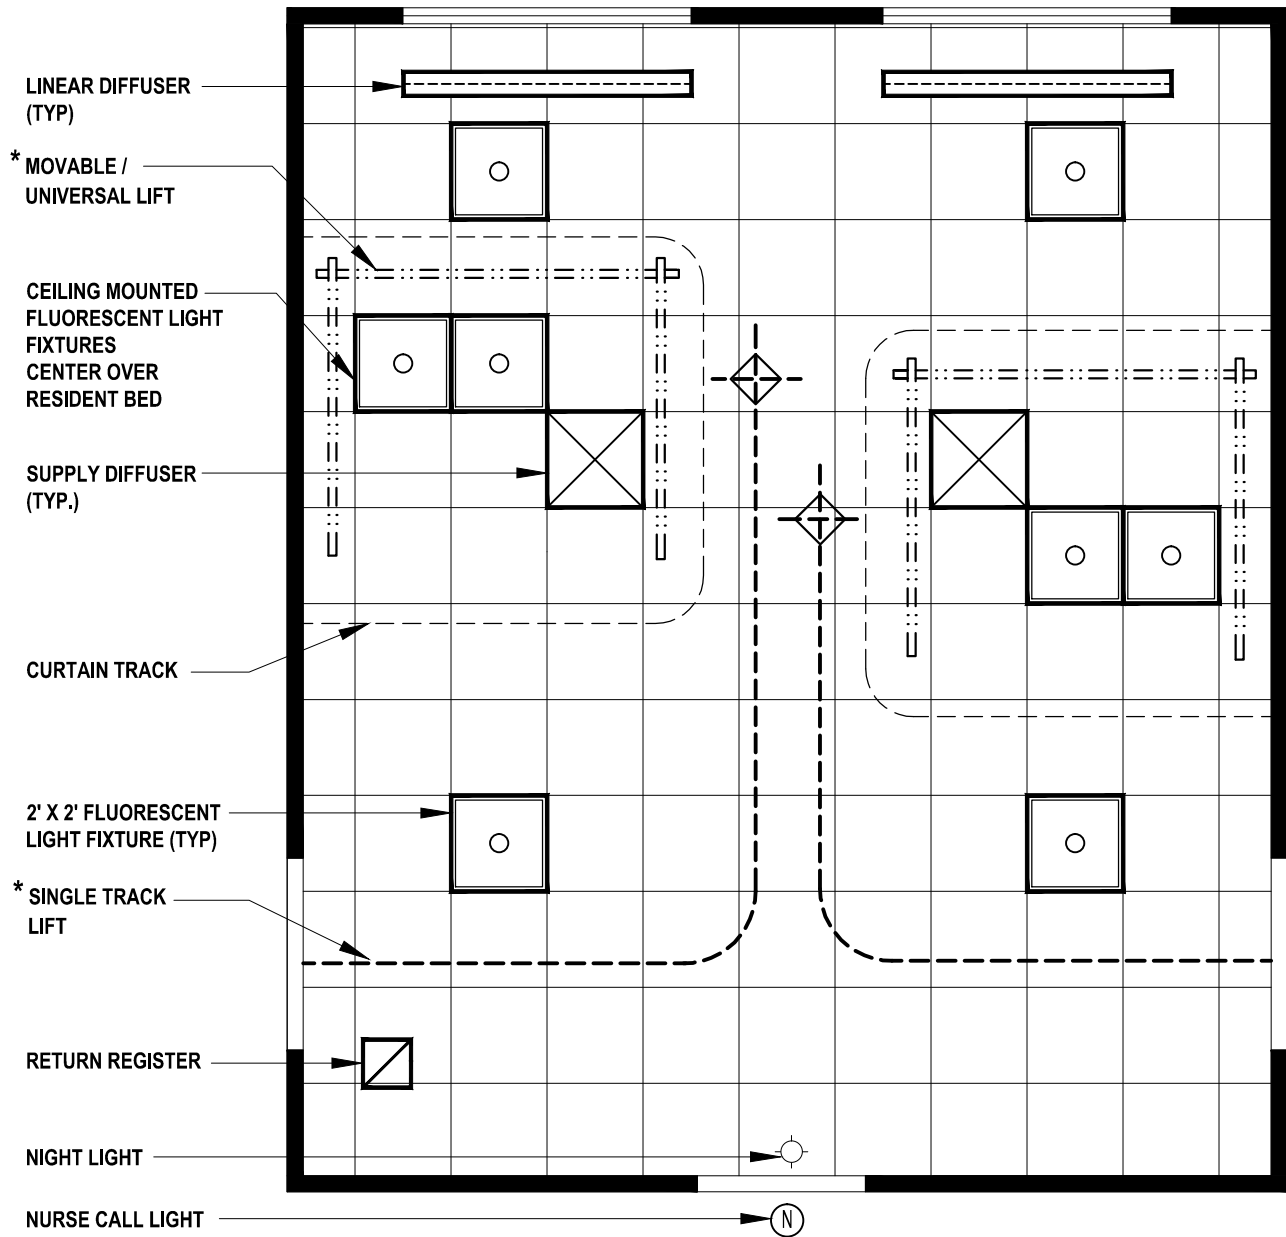 LINEAR DIFFUSER
(TYP)
* MOVABLE /
UNIVERSAL LIFT
CEILING MOUNTED
FLUORESCENT LIGHT
FIXTURES
CENTER OVER
RESIDENT BED
SUPPLY DIFFUSER
(TYP.)
CURTAIN TRACK
2' X 2' FLUORESCENT
LIGHT FIXTURE (TYP)
* SINGLE TRACK
LIFT
RETURN REGISTER
NIGHT LIGHT
NURSE CALL LIGHT
N